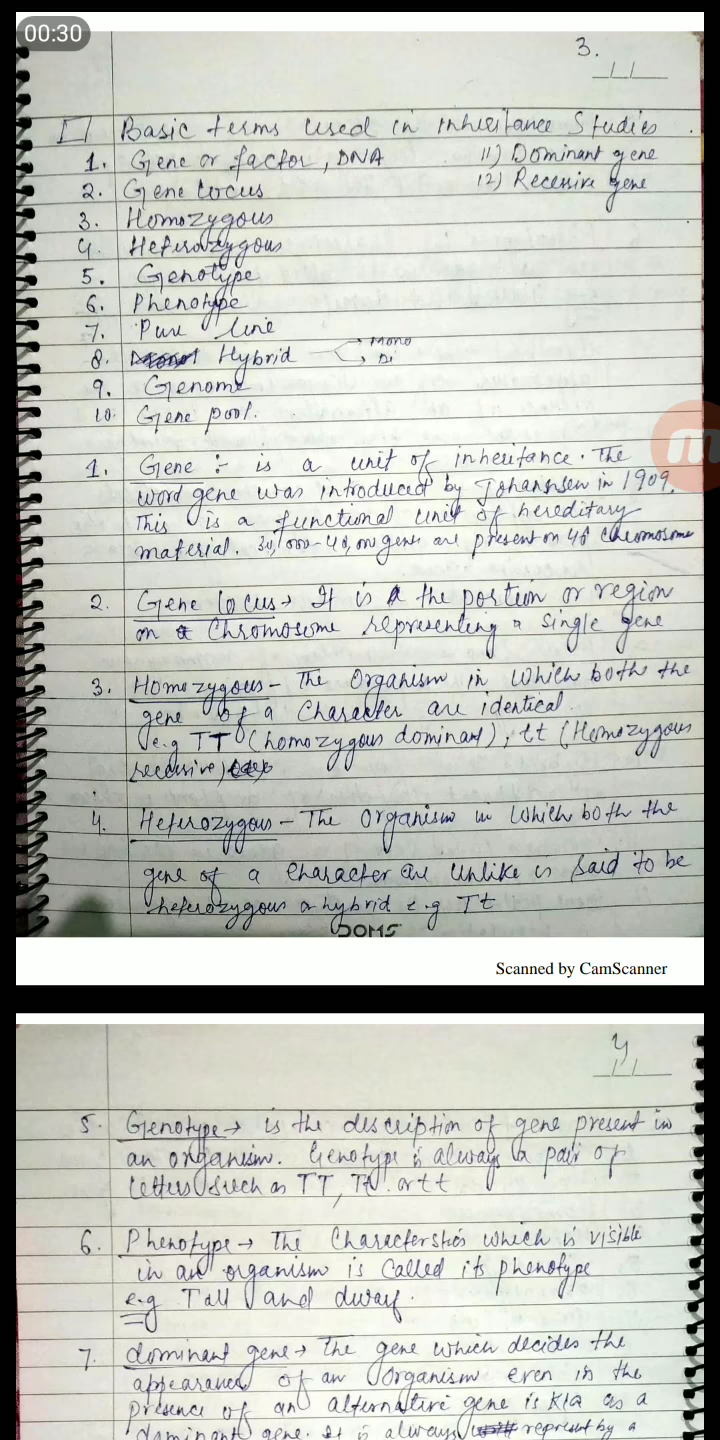 00:30
3.
I] Basic terms used in Inheritance Studies.
1. Gene or factor, DNA 11) Dominant gene
2. Gene locus 12) Recessive gene
3. Homozygous
4. Heterozygous
5. Genotype
6. Phenotype
7. Pure line
8. Hybrid → Mono
→ Di
9. Genome
10. Gene pool.
1. Gene :- is a unit of inheritance. The
word gene was introduced by Johannsen in 1909.
This is a functional unit of hereditary
material. gene are present on chromosome
2. Gene locus → It is the portion or region
on a Chromosome representing a single gene
3. Homozygous - The Organism in which both the
gene of a Character are identical.
e.g TT (homozygous dominant), tt (Homozygous
recessive)
4. Heterozygous - The Organism in which both the
gene of a character are unlike is said to be
heterozygous or hybrid e.g Tt
DOMS
Scanned by CamScanner
4
5. Genotype → is the description of gene present in
an organism. Genotype is always a pair of
letters such as TT, Tt or tt
6. Phenotype → The Characterstics which is visible
in an organism is called its phenotype
e.g Tall and dwarf.
7. dominant gene → The gene which decides the
appearance of an Organism even in the
presence of an alternative gene is K/a as a
dominant gene. It is always represent by a